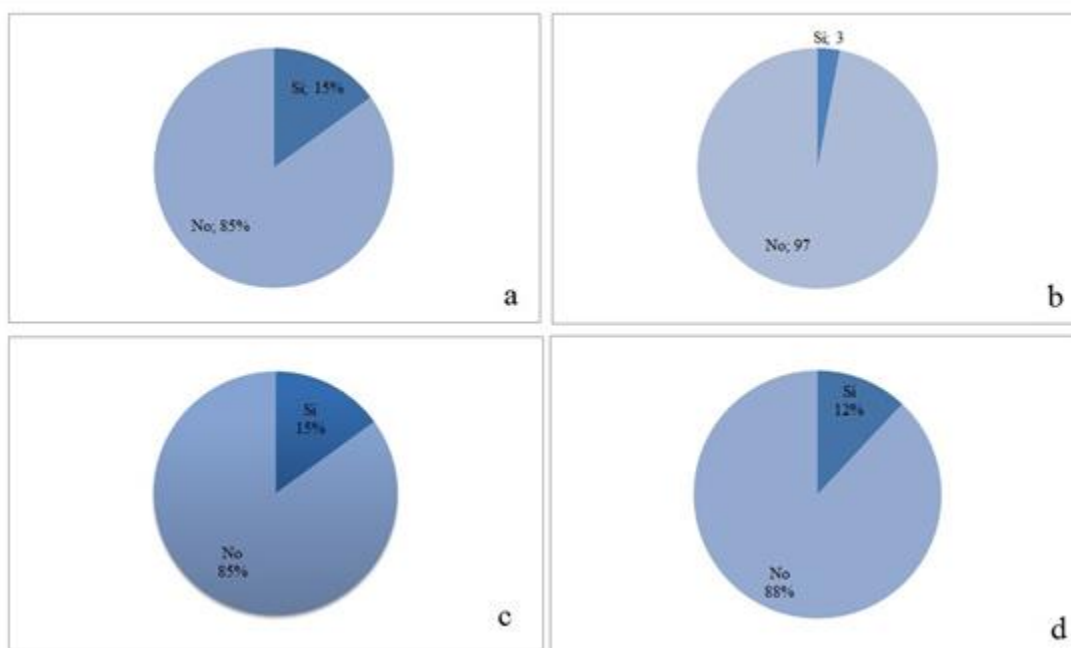 Si; 15%
No; 85%
a
Si; 3
No; 97
b
Si
15%
No
85%
c
Si
12%
No
88%
d